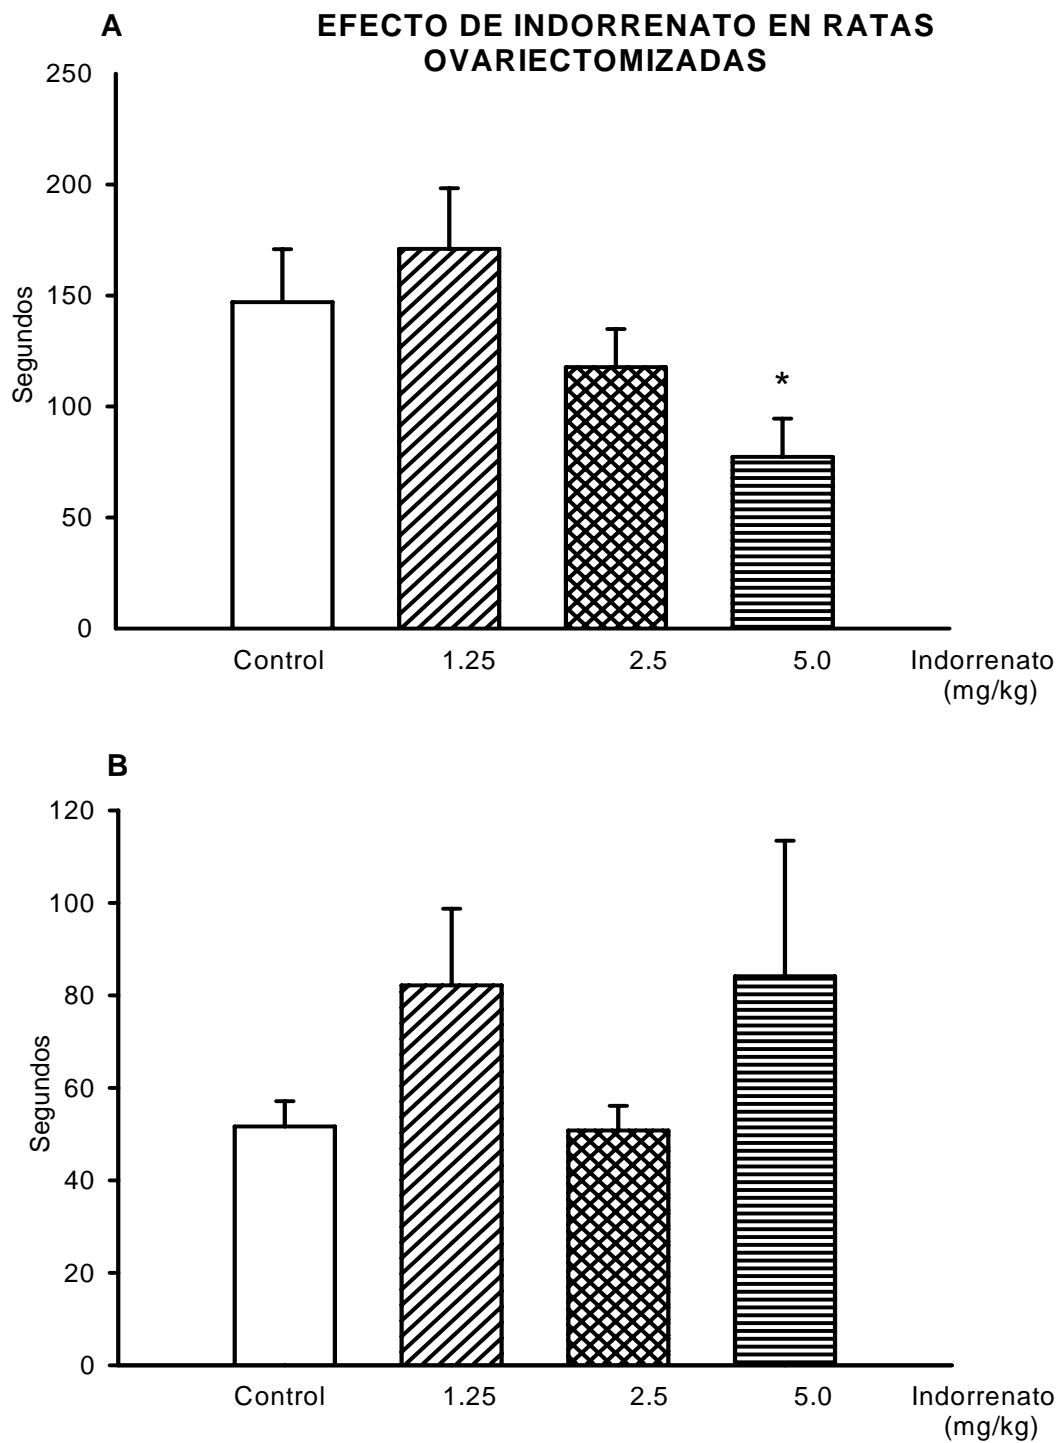 A
EFECTO DE INDORRENATO EN RATAS
OVARIECTOMIZADAS
250
200
150
100
50
0
Segundos
*
Control 1.25 2.5 5.0 Indorrenato
(mg/kg)
B
120
100
80
60
40
20
0
Segundos
Control 1.25 2.5 5.0 Indorrenato
(mg/kg)